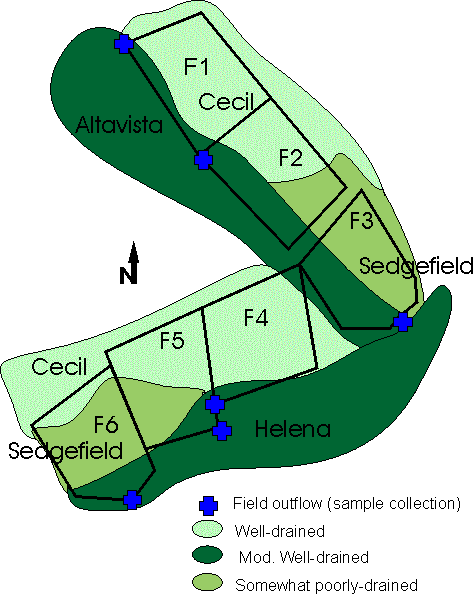 F1
Cecil
Altavista
F2
F3
Sedgefield
N
F4
F5
Cecil
F6
Sedgefield
Helena
Field outflow (sample collection)
Well-drained
Mod. Well-drained
Somewhat poorly-drained